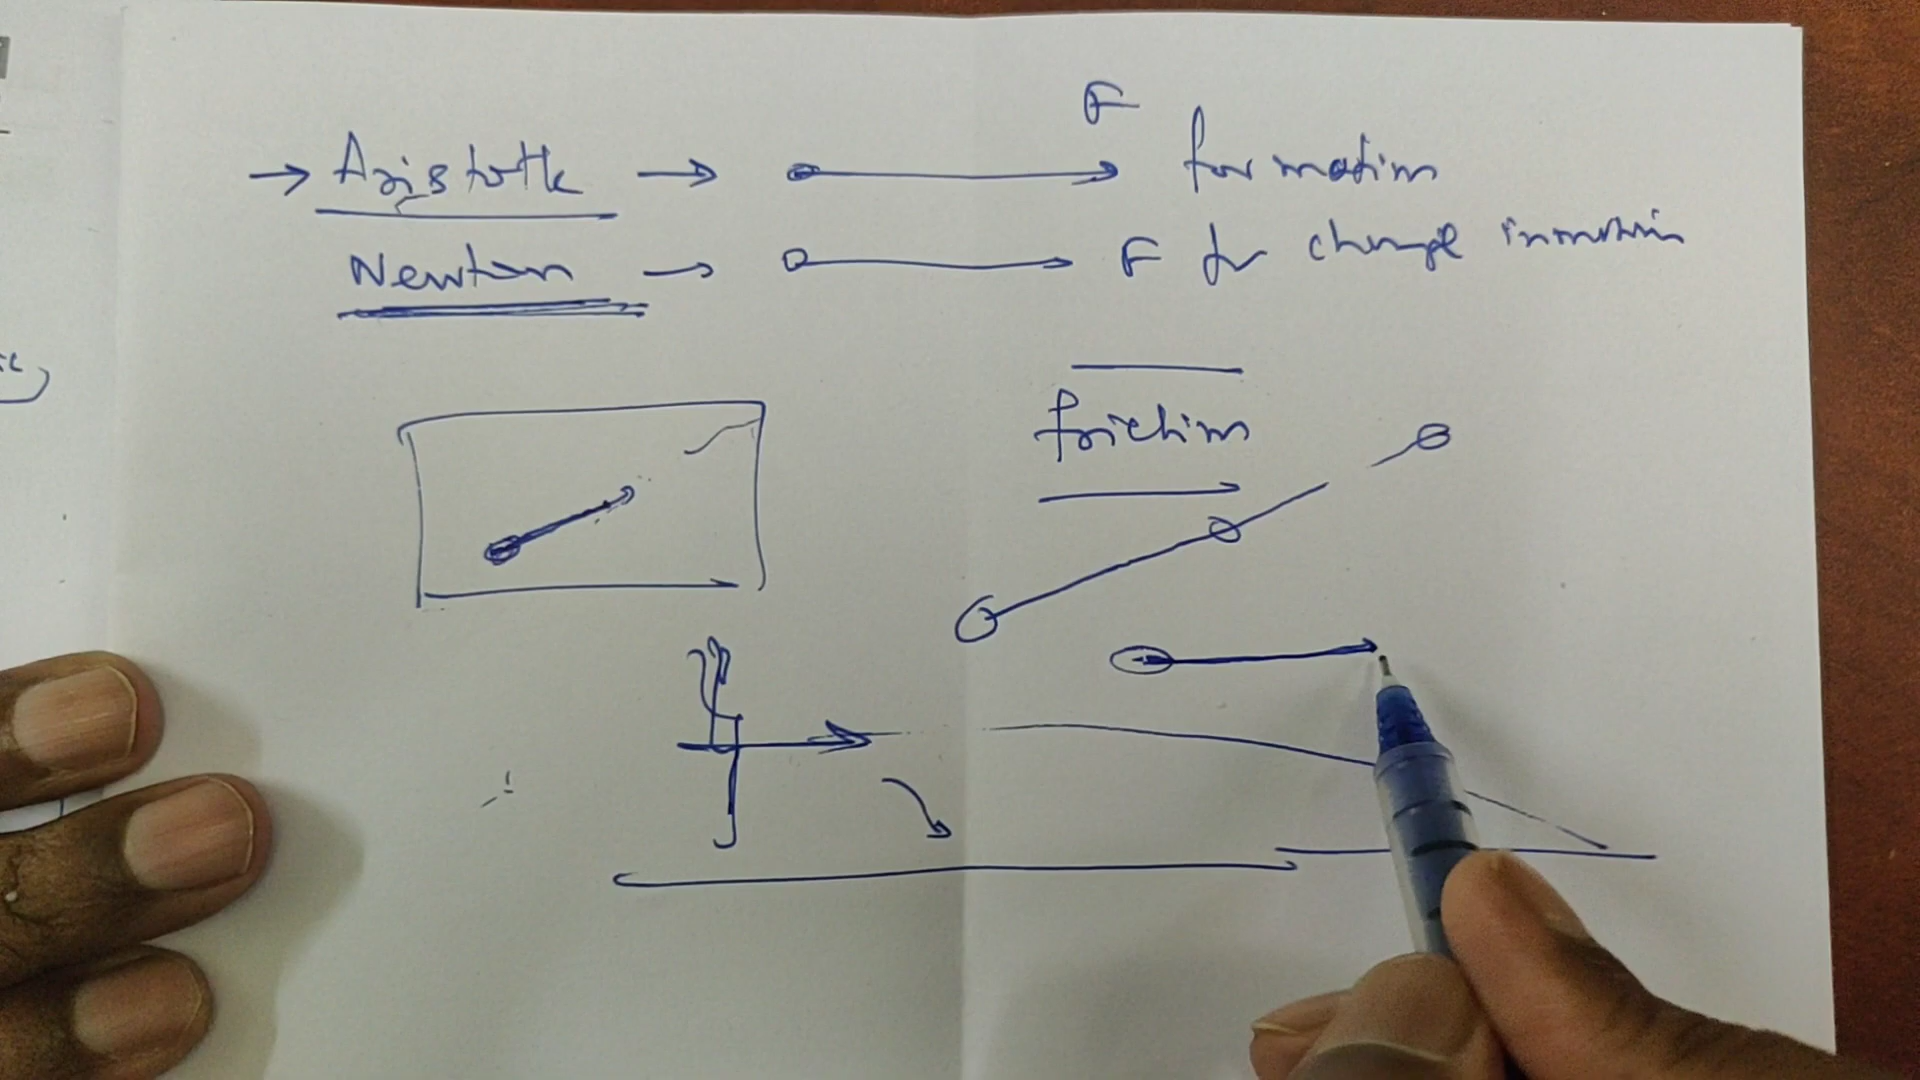 → Aristotle → F for motion
Newton → F for change in motion
friction